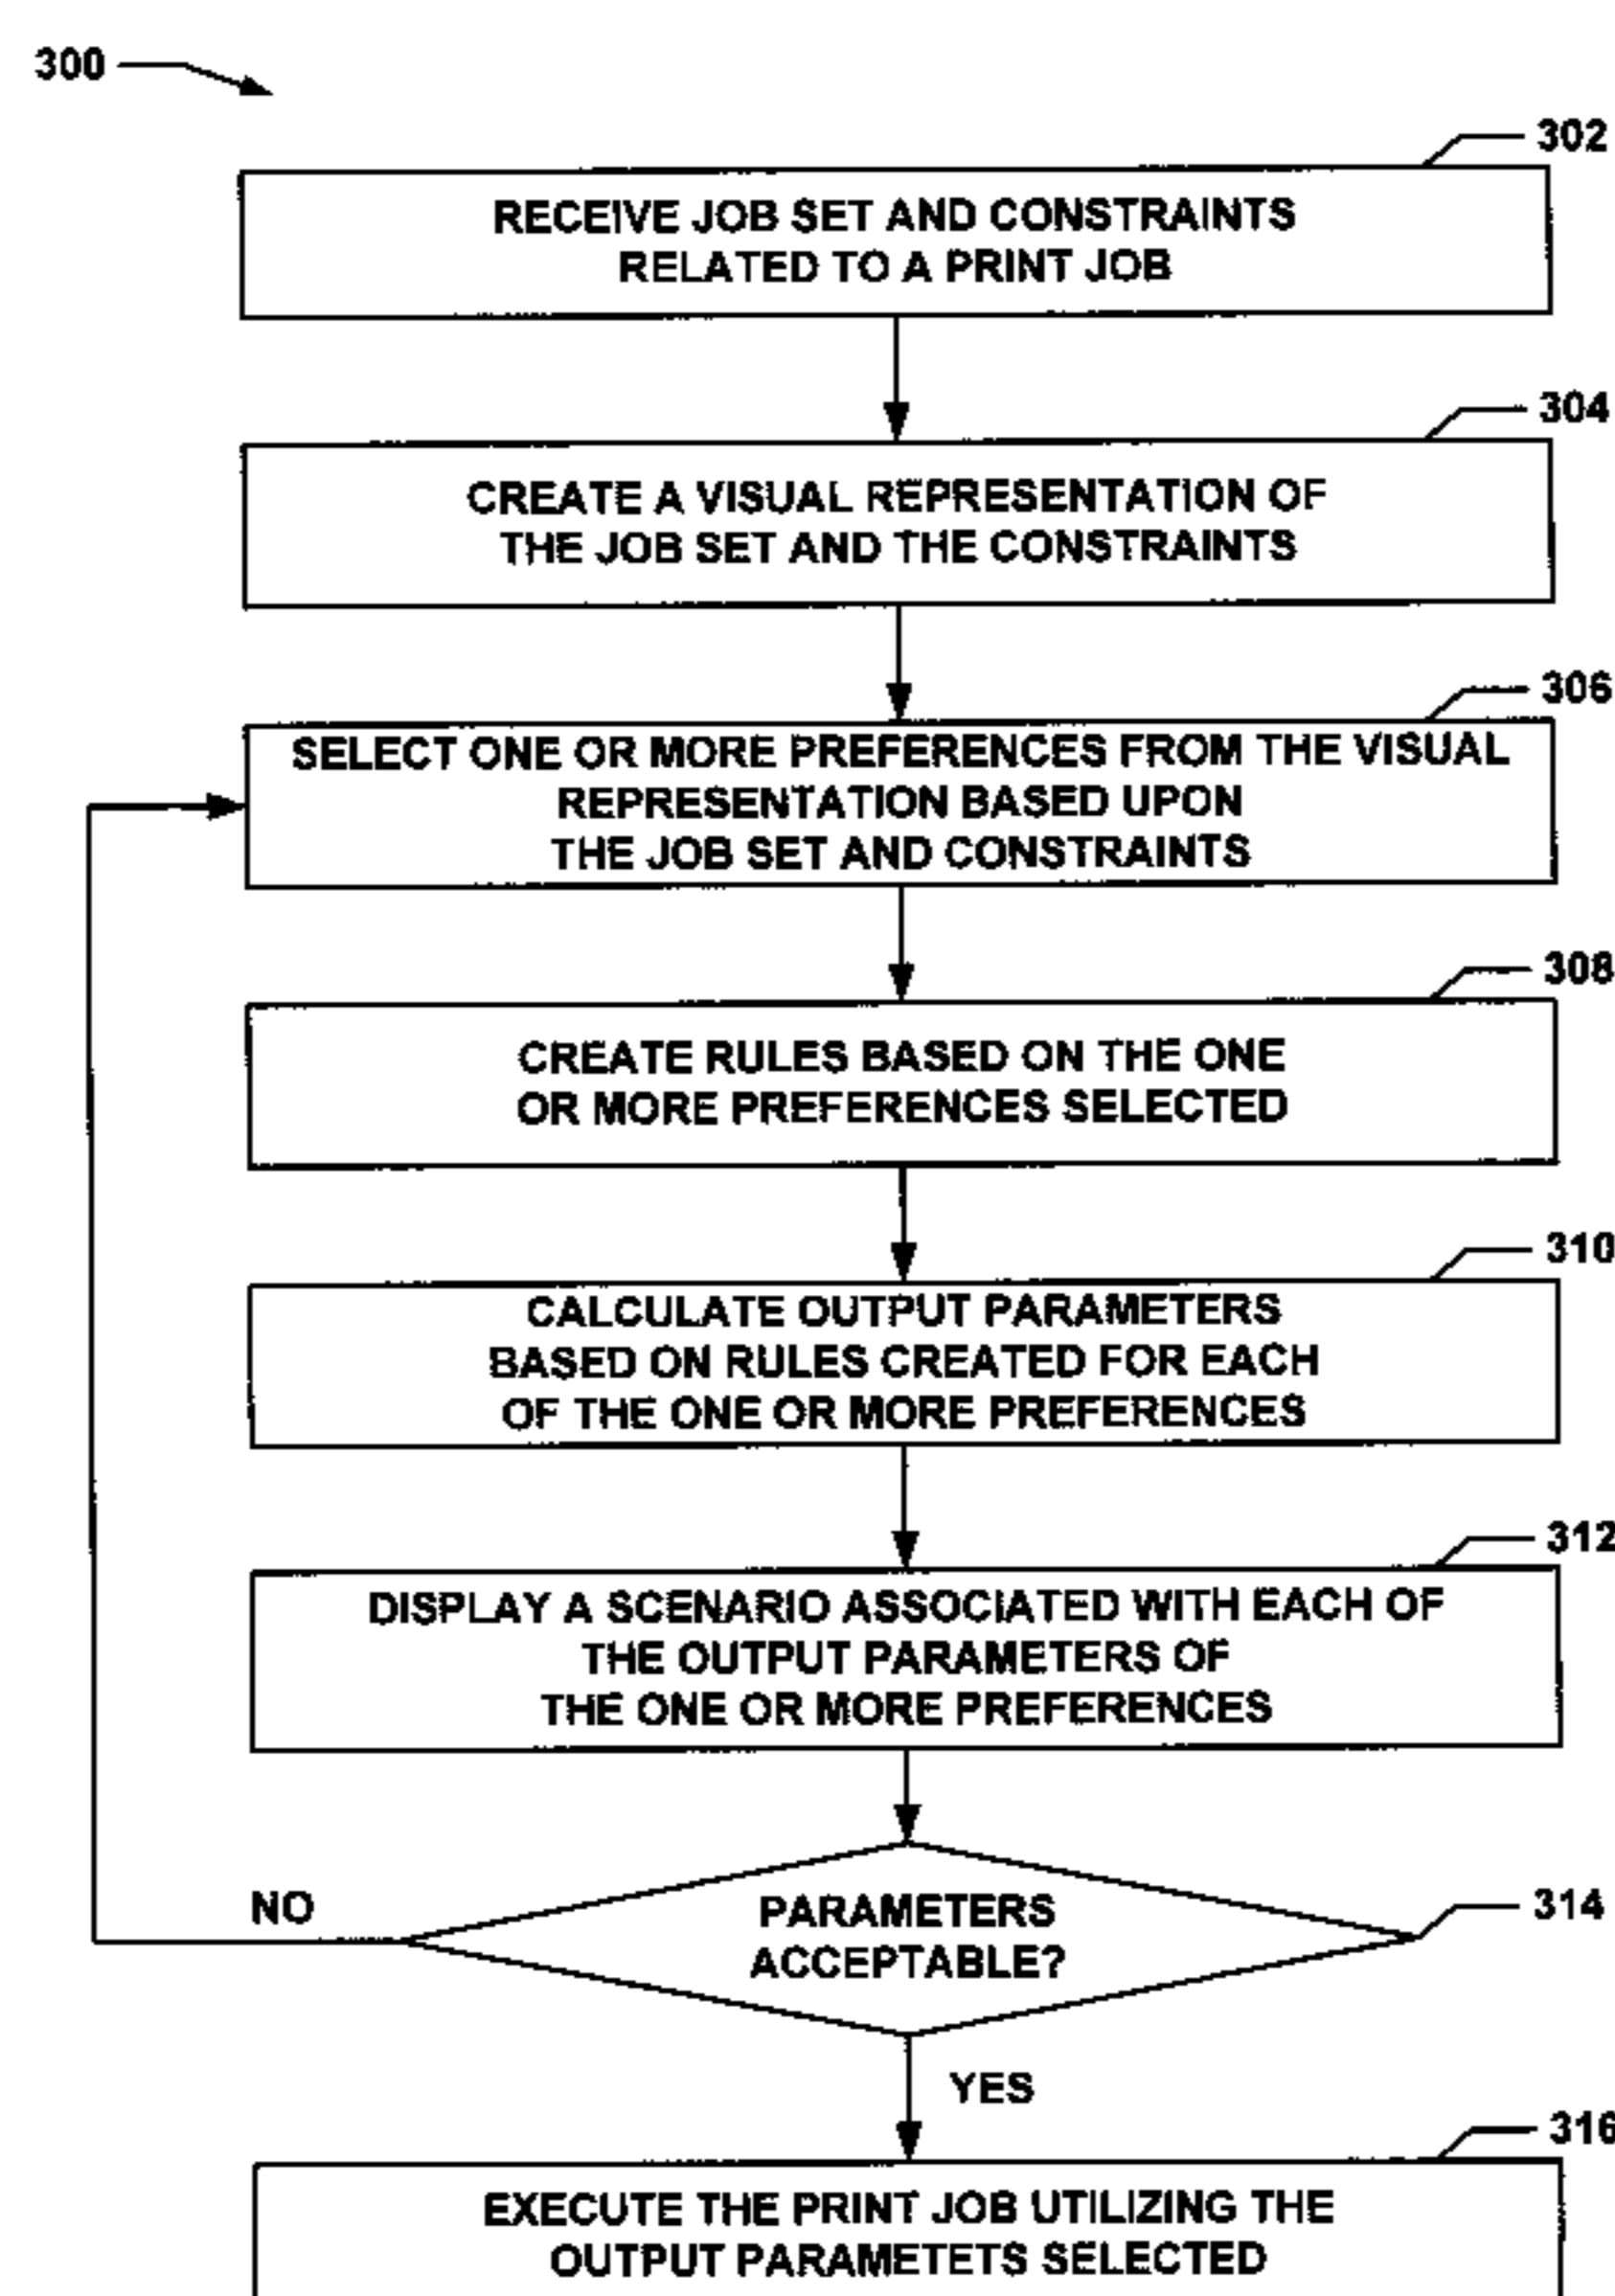 300
302
RECEIVE JOB SET AND CONSTRAINTS
RELATED TO A PRINT JOB
304
CREATE A VISUAL REPRESENTATION OF
THE JOB SET AND THE CONSTRAINTS
306
SELECT ONE OR MORE PREFERENCES FROM THE VISUAL
REPRESENTATION BASED UPON
THE JOB SET AND CONSTRAINTS
308
CREATE RULES BASED ON THE ONE
OR MORE PREFERENCES SELECTED
310
CALCULATE OUTPUT PARAMETERS
BASED ON RULES CREATED FOR EACH
OF THE ONE OR MORE PREFERENCES
312
DISPLAY A SCENARIO ASSOCIATED WITH EACH OF
THE OUTPUT PARAMETERS OF
THE ONE OR MORE PREFERENCES
NO
314
PARAMETERS
ACCEPTABLE?
YES
316
EXECUTE THE PRINT JOB UTILIZING THE
OUTPUT PARAMETETS SELECTED